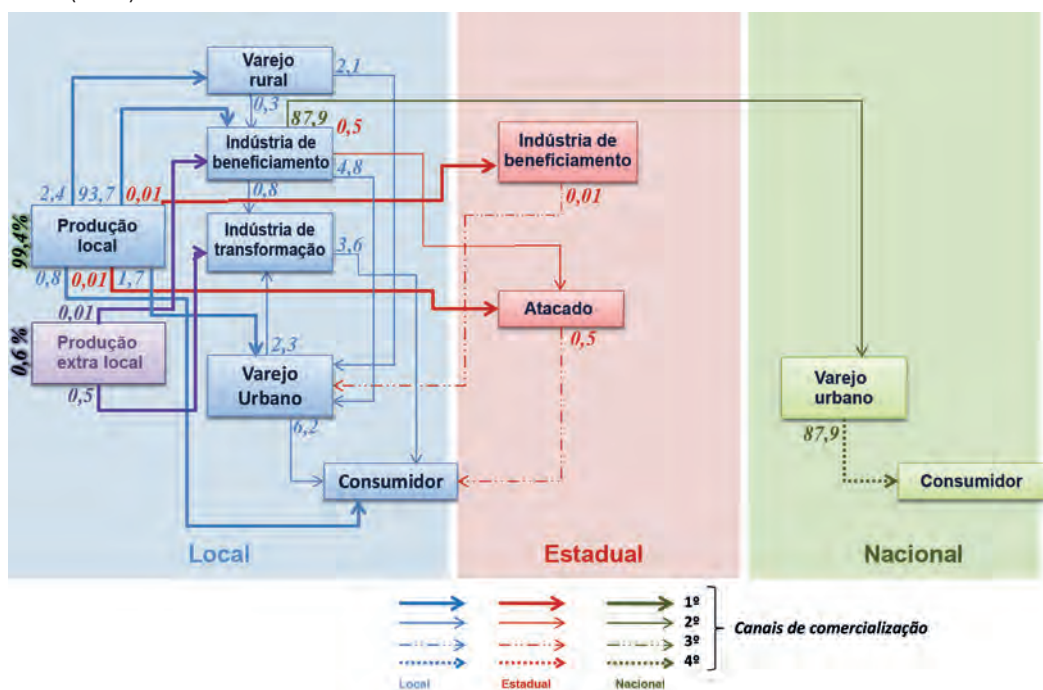 Varejo
rural
2,1
0,3
87,9
0,5
Indústria de
beneficiamento
4,8
0,8
2,4 93,7 0,01
99,4%
Produção
local
Indústria de
transformação
3,6
0,8 0,01 1,7
0,01
0,6 %
Produção
extra local
0,5
2,3
Varejo
Urbano
6,2
Consumidor
Local
Indústria de
beneficiamento
0,01
Atacado
0,5
Estadual
Varejo
urbano
87,9
Consumidor
Nacional
1º
2º
3º
4º
Canais de comercialização
Local Estadual Nacional